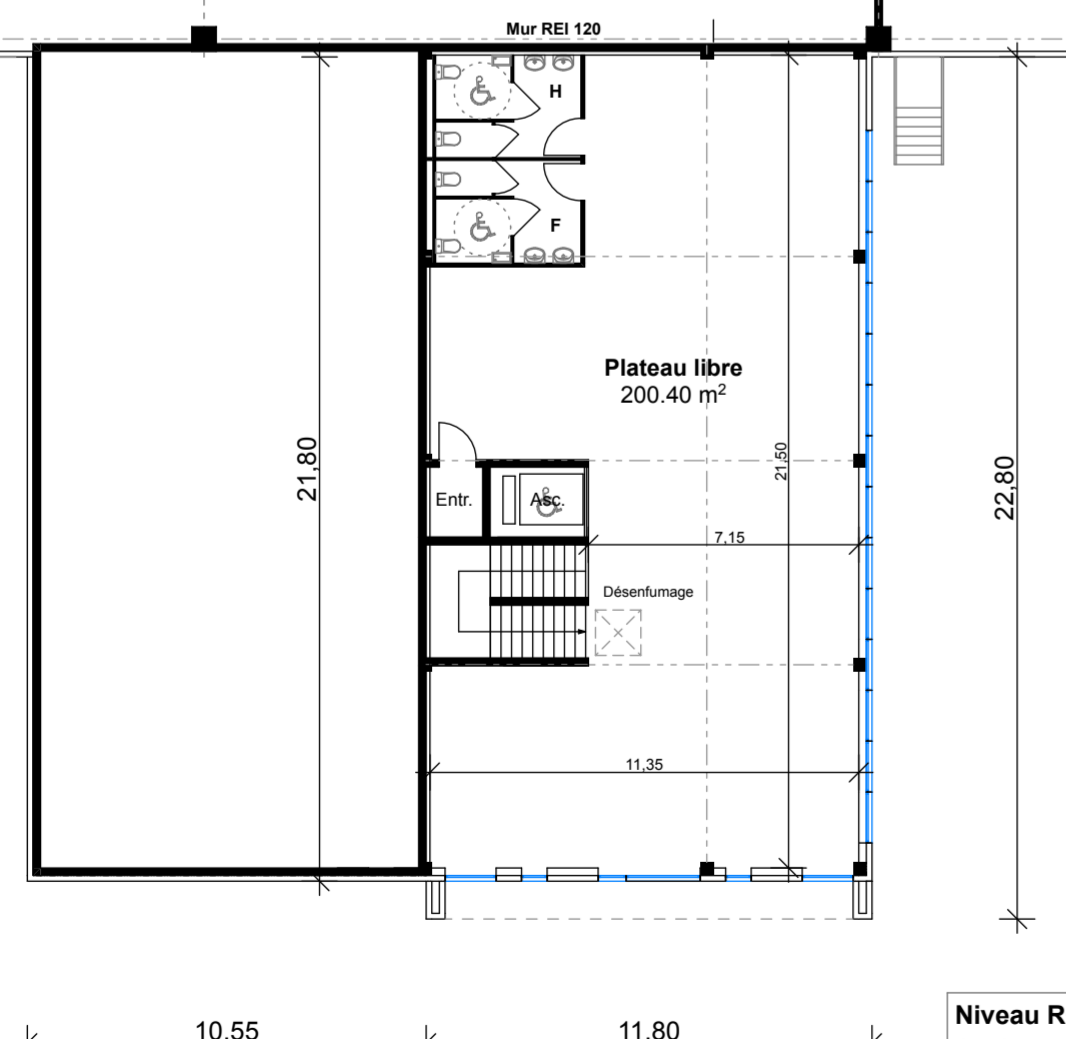 Mur REI 120
H
F
Plateau libre
200.40 m²
21,80
21,50
22,80
Entr.
Asc.
7,15
Désenfumage
11,35
Niveau R
10,55
11,80